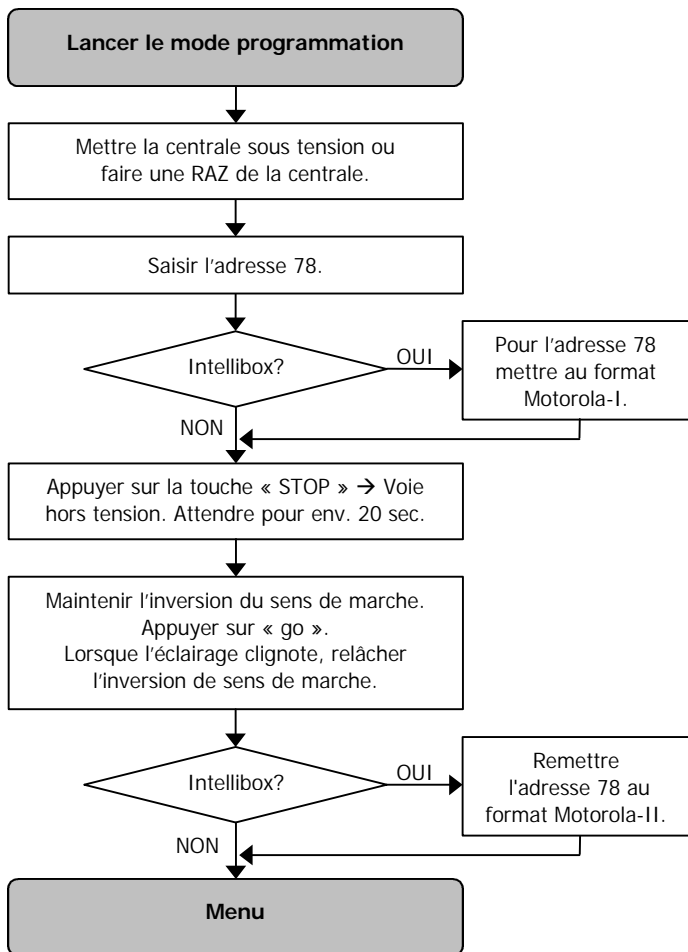 Lancer le mode programmation
Mettre la centrale sous tension ou
faire une RAZ de la centrale.
Saisir l'adresse 78.
Intellibox?
OUI
Pour l'adresse 78
mettre au format
Motorola-I.
NON
Appuyer sur la touche « STOP » → Voie
hors tension. Attendre pour env. 20 sec.
Maintenir l'inversion du sens de marche.
Appuyer sur « go ».
Lorsque l'éclairage clignote, relâcher
l'inversion de sens de marche.
Intellibox?
OUI
Remettre
l'adresse 78 au
format Motorola-II.
NON
Menu